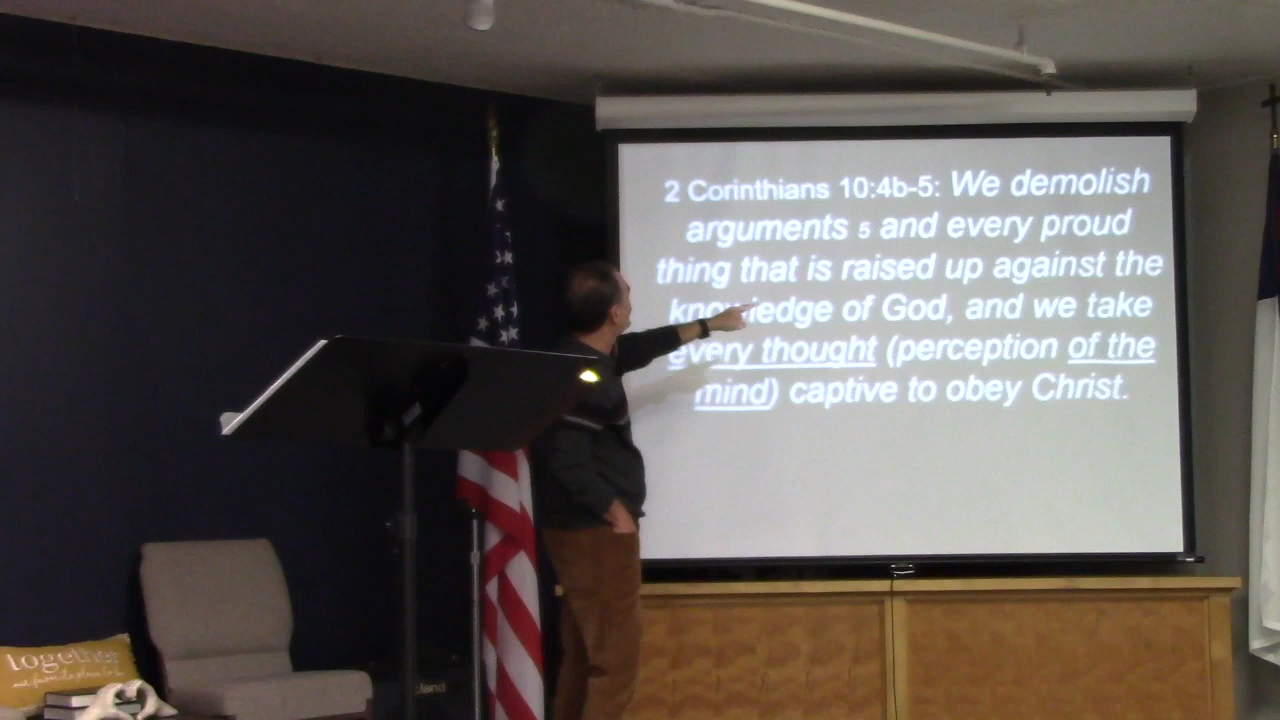 2 Corinthians 10:4b-5: We demolish
arguments 5 and every proud
thing that is raised up against the
knowledge of God, and we take
every thought (perception of the
mind) captive to obey Christ.
together